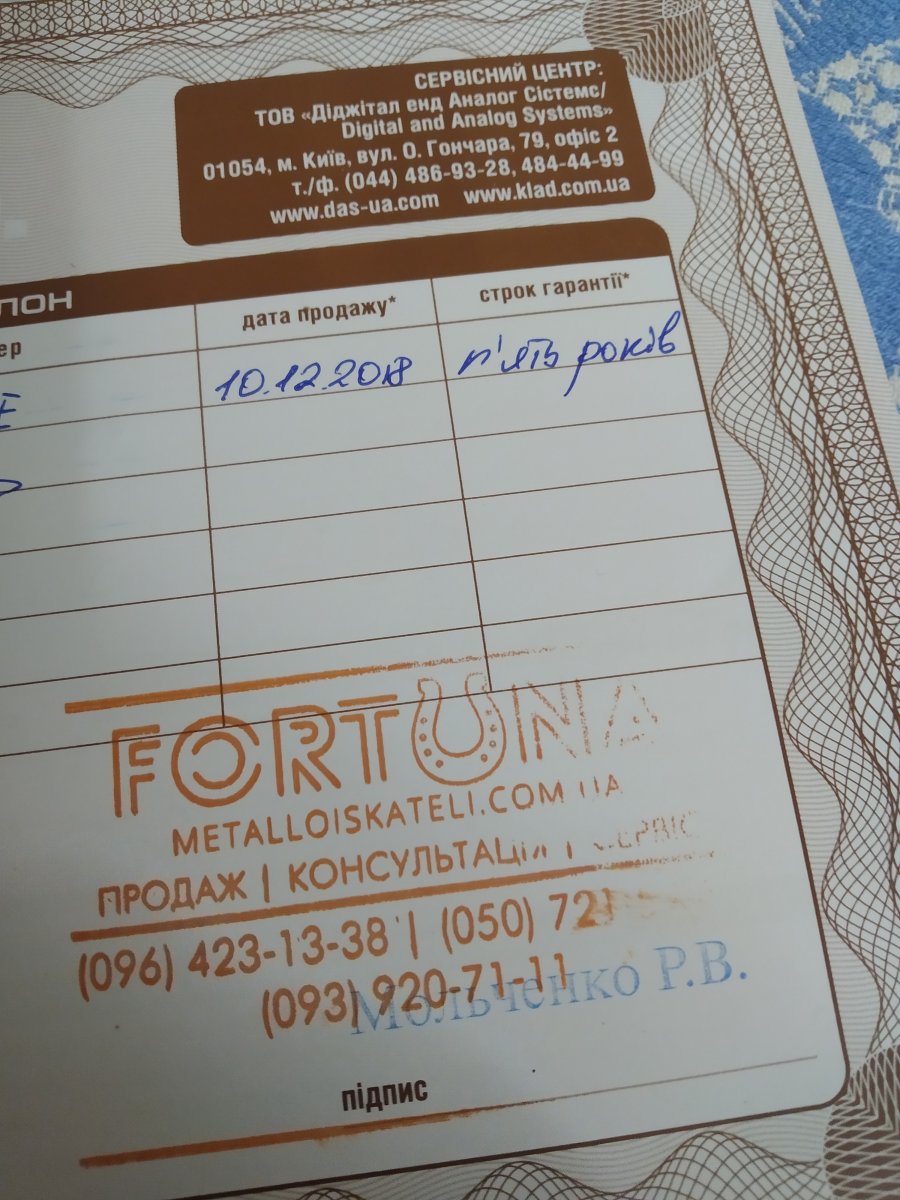 СЕРВІСНИЙ ЦЕНТР:
ТОВ «Діджітал енд Аналог Сістемс/
Digital and Analog Systems»
01054, м. Київ, вул. О. Гончара, 79, офіс 2
т./ф. (044) 486-93-28, 484-44-99
www.das-ua.com www.klad.com.ua
ЛОН
ер дата продажу* строк гарантії*
Е 10.12.2018 п'ять років
FORTUNA
METALLOISKATELI.COM UA
ПРОДАЖ | КОНСУЛЬТАЦІЯ | СЕРВІС
(096) 423-13-38 | (050) 72
(093) 920-71-11
Мольченко Р.В.
підпис